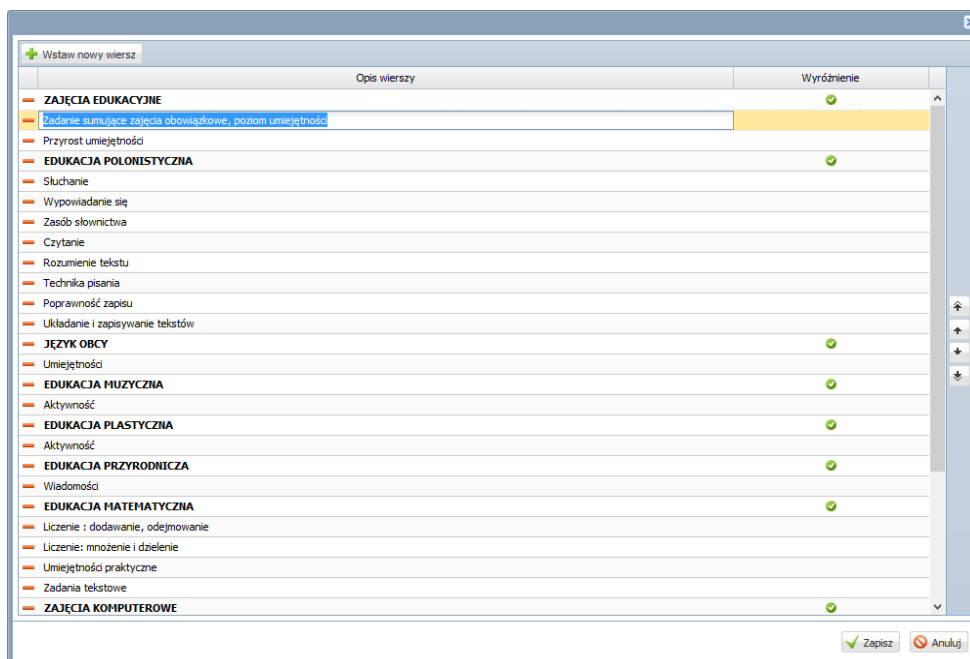 Wstaw nowy wiersz
Opis wierszy Wyróżnienie
ZAJĘCIA EDUKACYJNE
Zadanie sumujące zajęcia obowiązkowe, poziom umiejętności
Przyrost umiejętności
EDUKACJA POLONISTYCZNA
Słuchanie
Wypowiadanie się
Zasób słownictwa
Czytanie
Rozumienie tekstu
Technika pisania
Poprawność zapisu
Układanie i zapisywanie tekstów
JĘZYK OBCY
Umiejętności
EDUKACJA MUZYCZNA
Aktywność
EDUKACJA PLASTYCZNA
Aktywność
EDUKACJA PRZYRODNICZA
Wiadomości
EDUKACJA MATEMATYCZNA
Liczenie : dodawanie, odejmowanie
Liczenie: mnożenie i dzielenie
Umiejętności praktyczne
Zadania tekstowe
ZAJĘCIA KOMPUTEROWE
Zapisz Anuluj